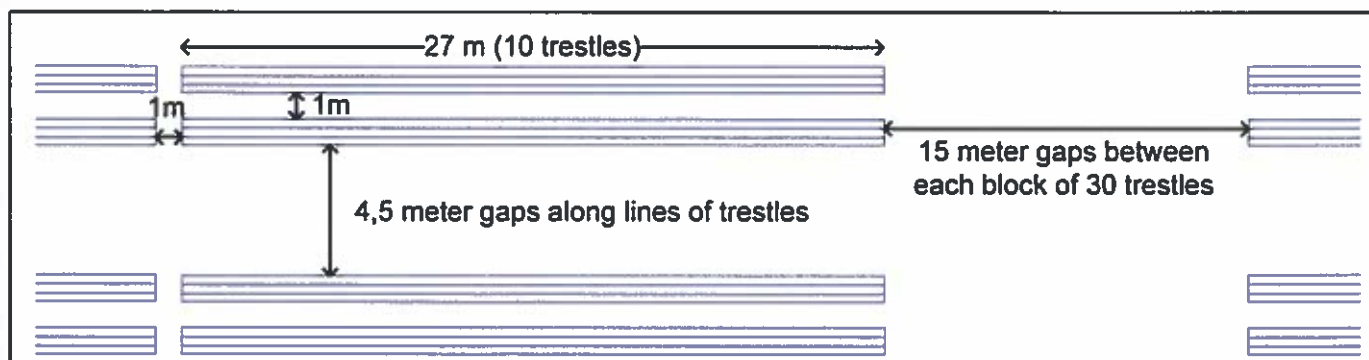 27 m (10 trestles)
1m
1m
15 meter gaps between
each block of 30 trestles
4,5 meter gaps along lines of trestles